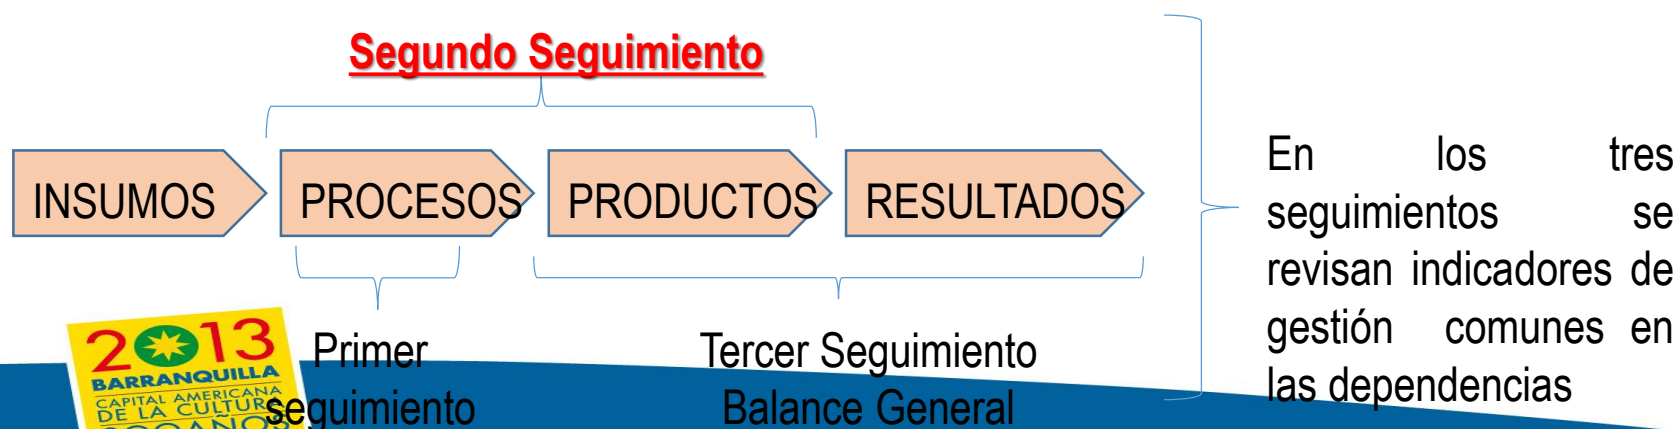 Segundo Seguimiento
INSUMOS
PROCESOS
PRODUCTOS
RESULTADOS
En los tres
seguimientos se
revisan indicadores de
gestión comunes en
las dependencias
Primer
seguimiento
Tercer Seguimiento
Balance General
2013
BARRANQUILLA
CAPITAL AMERICANA
DE LA CULTURA
AÑOS